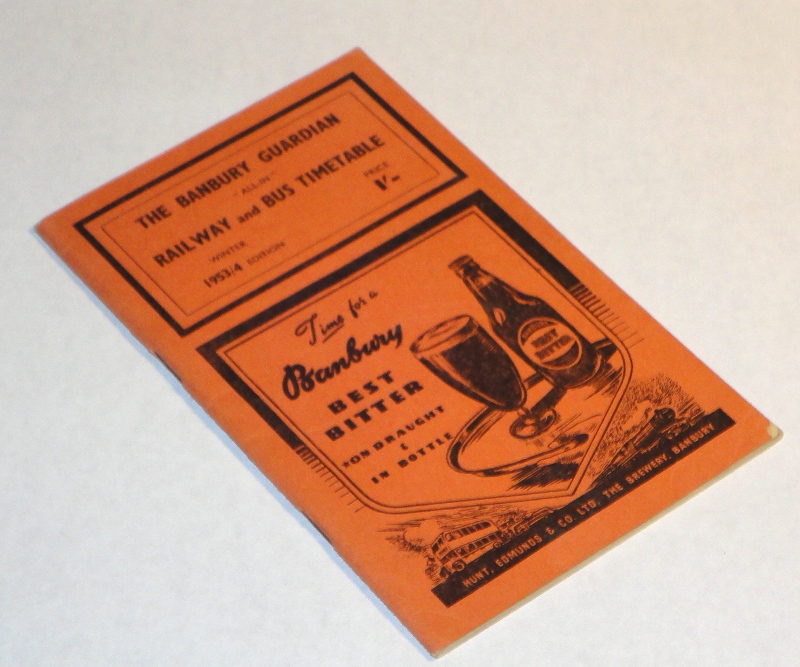 THE BANBURY GUARDIAN
"ALL-IN"
RAILWAY and BUS TIMETABLE
WINTER
1953/4 EDITION
PRICE
1/-
Time for a
Banbury
BEST
BITTER
*ON DRAUGHT
&
IN BOTTLE
BEST
BITTER
HUNT, EDMUNDS & CO. LTD. THE BREWERY, BANBURY